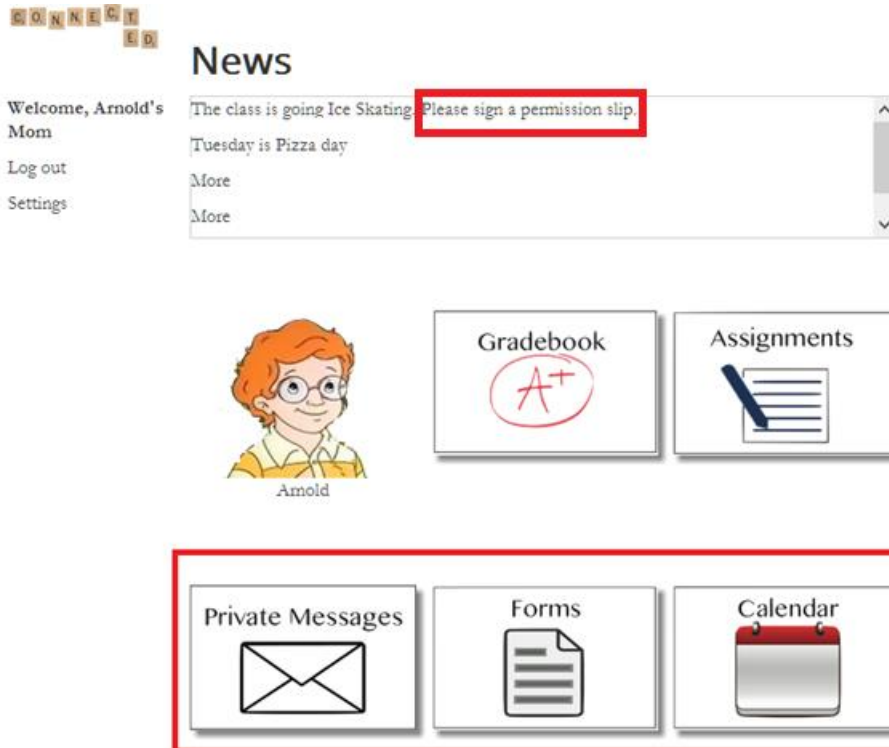 CONNECT
ED
News
Welcome, Arnold's
Mom
Log out
Settings
The class is going Ice Skating. Please sign a permission slip.
Tuesday is Pizza day
More
More
Gradebook
A+
Assignments
Arnold
Private Messages
Forms
Calendar